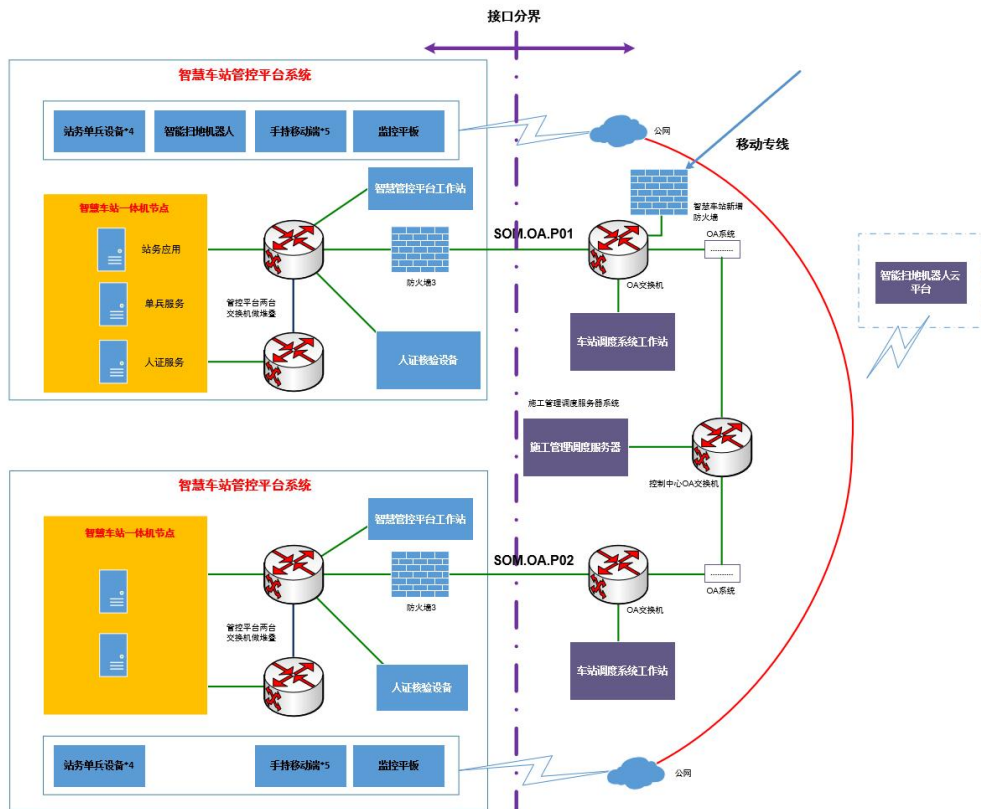 接口分界
智慧车站管控平台系统
站务单兵设备*4
智能扫地机器人
手持移动端*5
监控平板
公网
移动专线
智慧管控平台工作站
智慧车站一体机节点
智慧车站新增
防火墙
站务应用
SOM.OA.P01
OA系统
..........
防火墙3
OA交换机
智能扫地机器人云
平台
单兵服务
管控平台两台
交换机做堆叠
车站调度系统工作站
人证服务
人证核验设备
施工管理调度服务器系统
施工管理调度服务器
控制中心OA交换机
智慧车站管控平台系统
智慧管控平台工作站
智慧车站一体机节点
SOM.OA.P02
..........
OA系统
防火墙3
OA交换机
管控平台两台
交换机做堆叠
车站调度系统工作站
人证核验设备
站务单兵设备*4
手持移动端*5
监控平板
公网